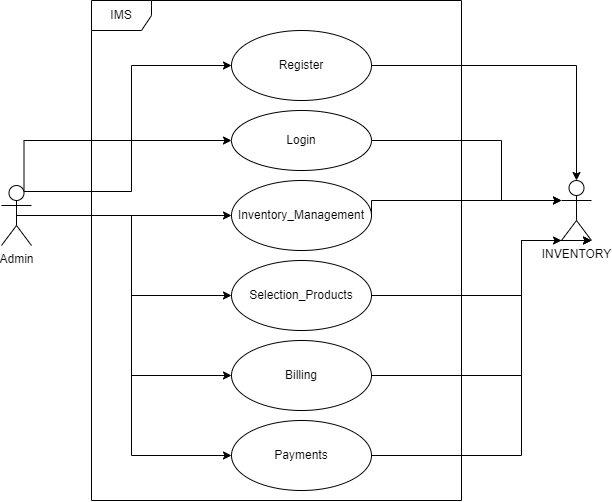 IMS
Register
Login
Inventory_Management
Admin
INVENTORY
Selection_Products
Billing
Payments